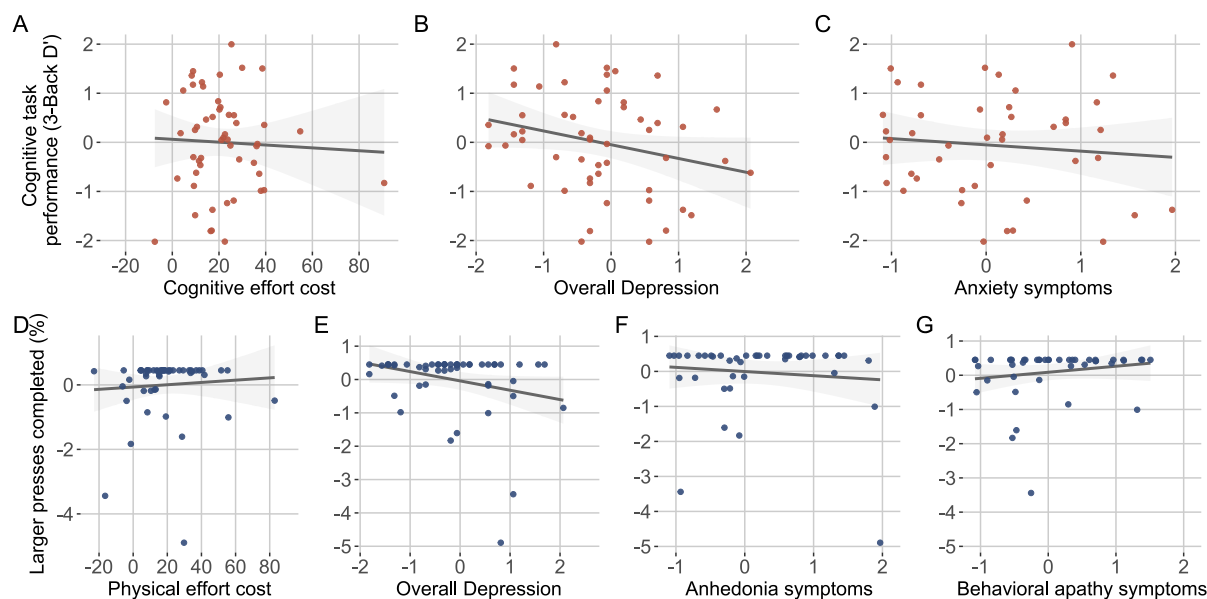 A
B
C
Cognitive task
performance (3-Back D')
2
1
0
-1
-2
-20 0 20 40 60 80
Cognitive effort cost
2
1
0
-1
-2
-2 -1 0 1 2
Overall Depression
2
1
0
-1
-2
-1 0 1 2
Anxiety symptoms
D
E
F
G
Larger presses completed (%)
0
-2
-4
-20 0 20 40 60 80
Physical effort cost
1
0
-1
-2
-3
-4
-5
-2 -1 0 1 2
Overall Depression
1
0
-1
-2
-3
-4
-5
-1 0 1 2
Anhedonia symptoms
1
0
-1
-2
-3
-4
-5
-1 0 1 2
Behavioral apathy symptoms